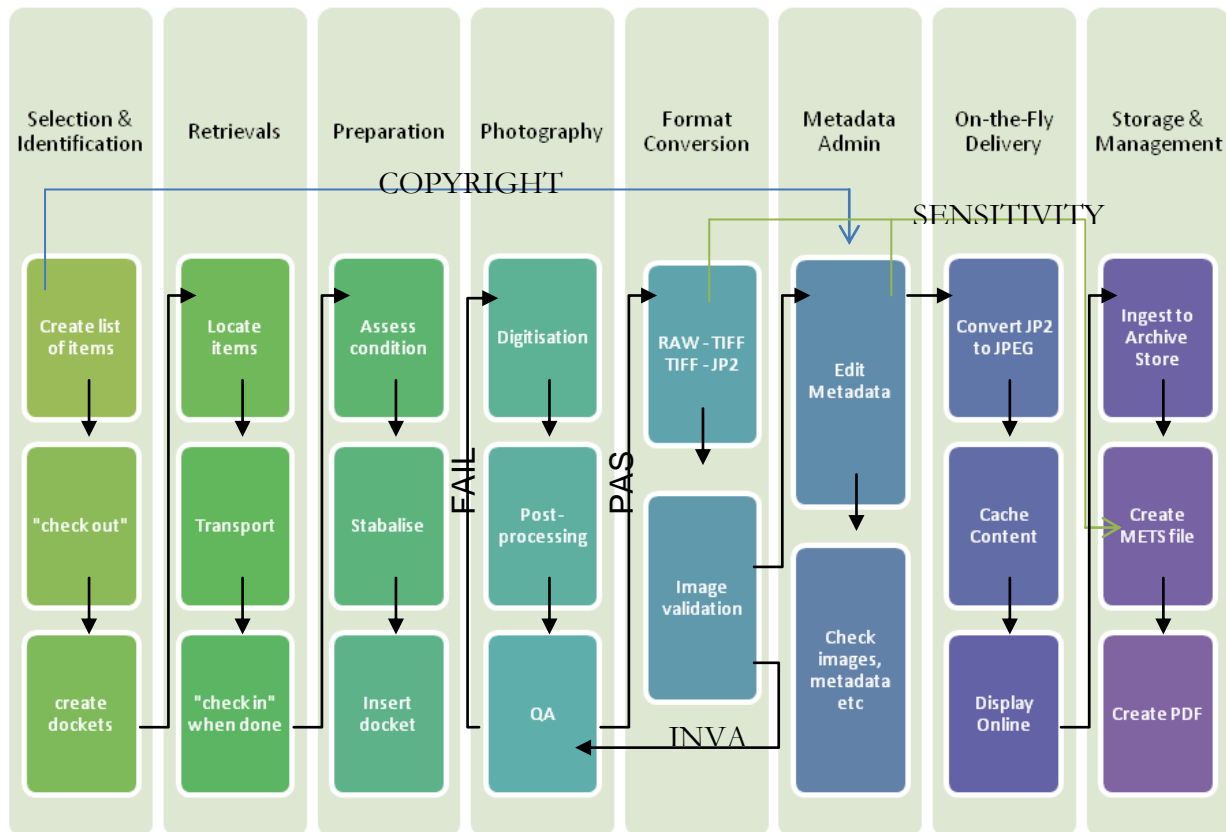 Selection &
Identification
Retrievals
Preparation
Photography
Format
Conversion
Metadata
Admin
On-the-Fly
Delivery
Storage &
Management
COPYRIGHT
SENSITIVITY
Create list
of items
"check out"
create
dockets
Locate
items
Transport
"check in"
when done
Assess
condition
Stabalise
Insert
docket
FAIL
Digitisation
Post-
processing
QA
PAS
RAW - TIFF
TIFF - JP2
Image
validation
INVA
Edit
Metadata
Check
images,
metadata
etc
Convert JP2
to JPEG
Cache
Content
Display
Online
Ingest to
Archive
Store
Create
METS file
Create PDF